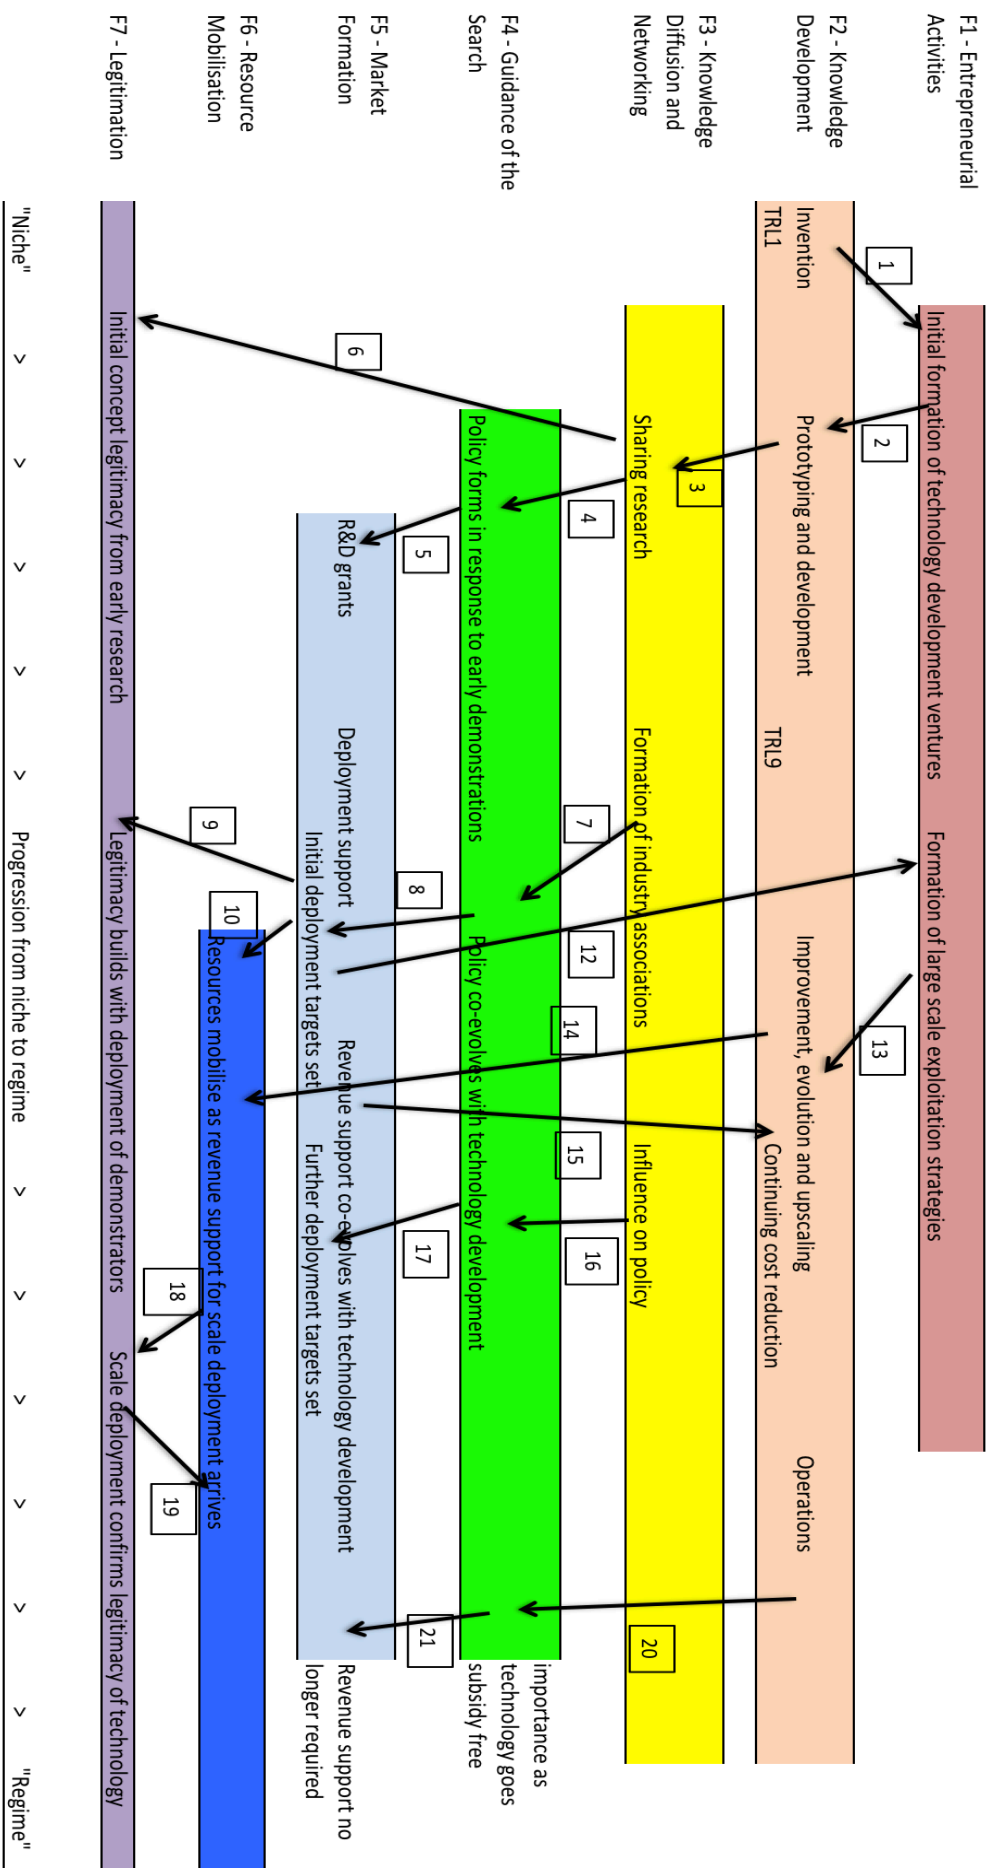 F1 - Entrepreneurial
Activities
Initial formation of technology development ventures
Formation of large scale exploitation strategies
1
2
13
F2 - Knowledge
Development
Invention
TRL1
Prototyping and development
TRL9
Improvement, evolution and upscaling
Continuing cost reduction
Operations
3
F3 - Knowledge
Diffusion and
Networking
Sharing research
Formation of industry associations
Influence on policy
20
4
7
12
14
15
16
F4 - Guidance of the
Search
Policy forms in response to early demonstrations
Policy co-evolves with technology development
importance as
technology goes
subsidy free
5
8
17
21
F5 - Market
Formation
6
R&D grants
Deployment support
Initial deployment targets set
Revenue support co-evolves with technology development
Further deployment targets set
Revenue support no
longer required
9
10
F6 - Resource
Mobilisation
Resources mobilise as revenue support for scale deployment arrives
18
19
F7 - Legitimation
Initial concept legitimacy from early research
Legitimacy builds with deployment of demonstrators
Scale deployment confirms legitimacy of technology
"Niche" > > > > > Progression from niche to regime > > > > > > "Regime"